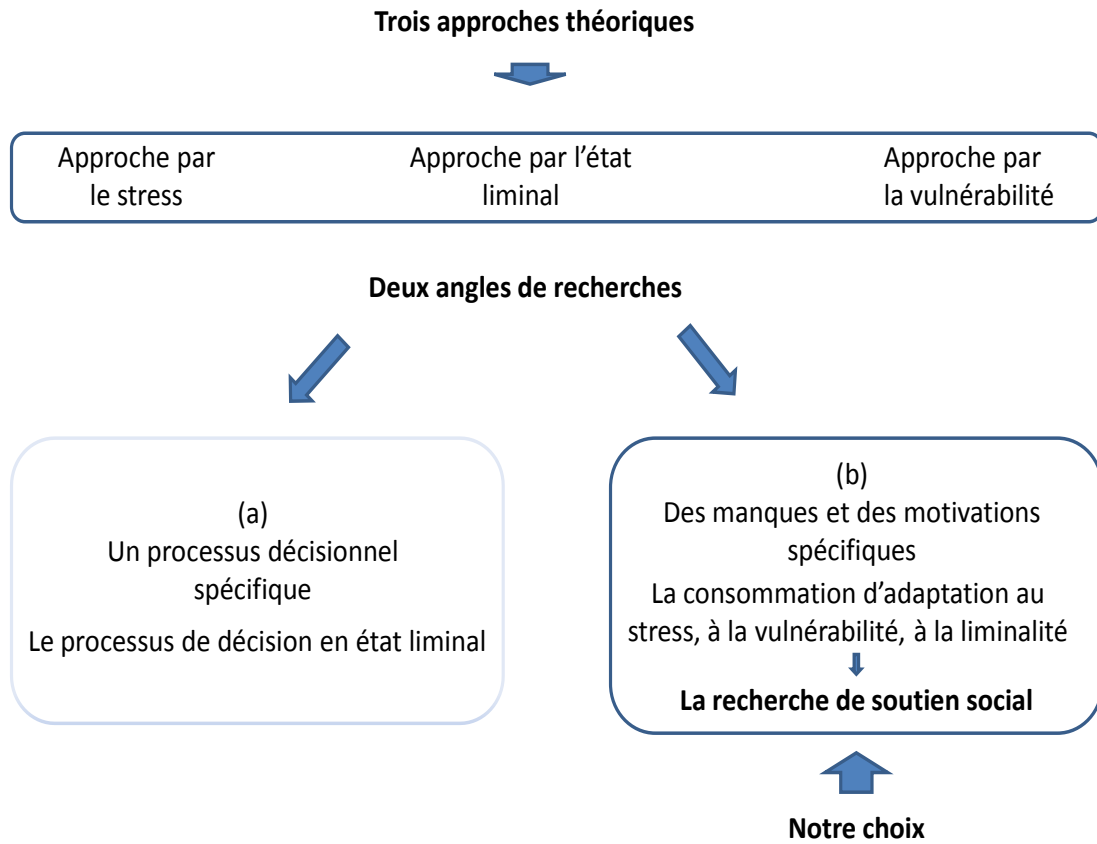 Trois approches théoriques
Approche par
le stress
Approche par l'état
liminal
Approche par
la vulnérabilité
Deux angles de recherches
(a)
Un processus décisionnel
spécifique
Le processus de décision en état liminal
(b)
Des manques et des motivations
spécifiques
La consommation d'adaptation au
stress, à la vulnérabilité, à la liminalité
La recherche de soutien social
Notre choix